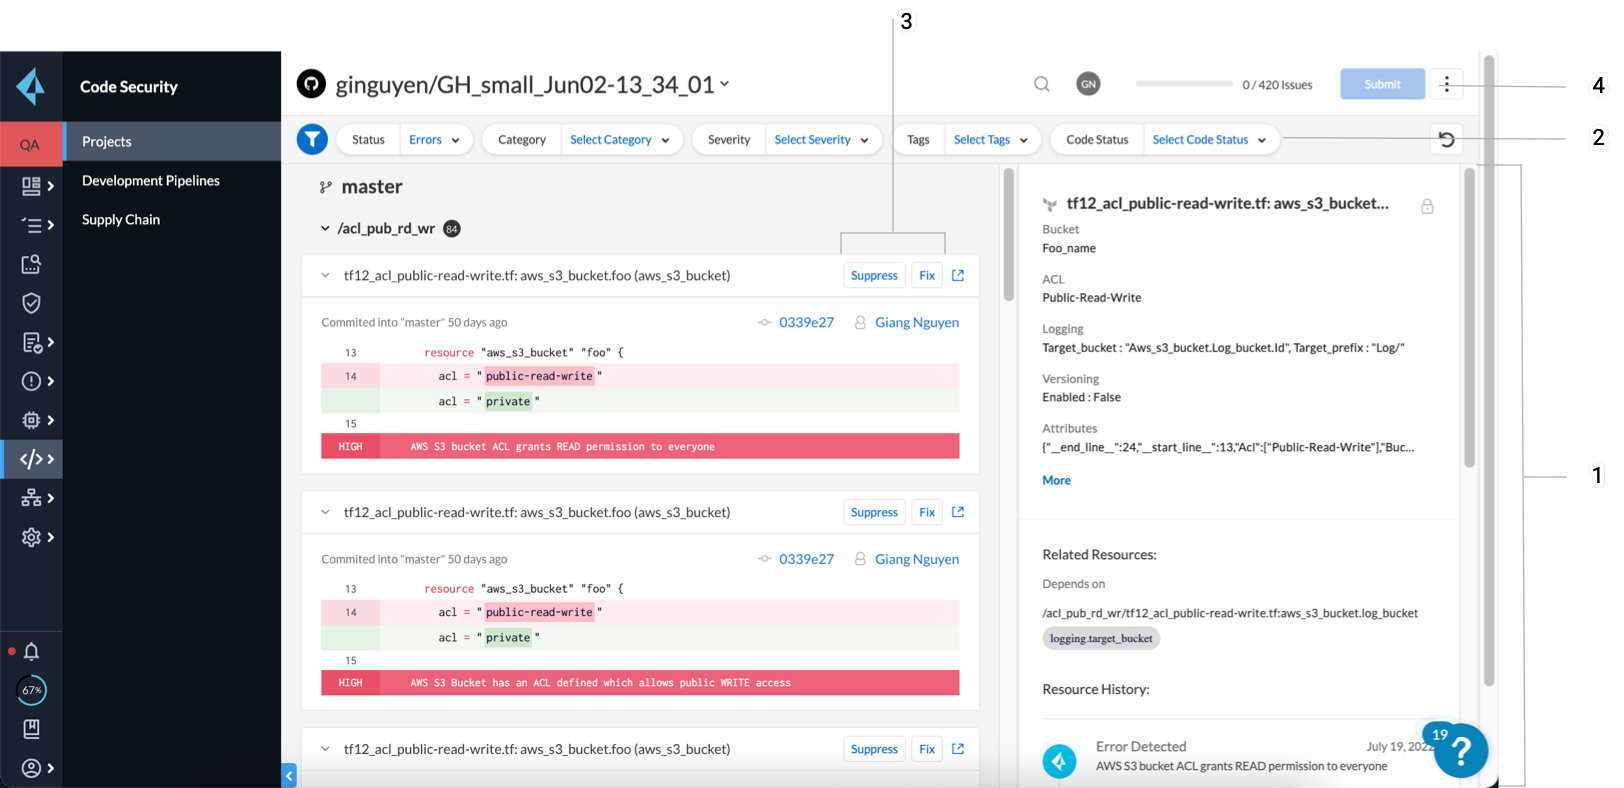 3
Code Security
ginguyen/GH_small_Jun02-13_34_01
GN
0 / 420 Issues
Submit
4
QA
Projects
Status Errors
Category Select Category
Severity Select Severity
Tags Select Tags
Code Status Select Code Status
2
Development Pipelines
Supply Chain
master
/acl_pub_rd_wr 84
tf12_acl_public-read-write.tf: aws_s3_bucket.foo (aws_s3_bucket)
Suppress Fix
Commited into "master" 50 days ago
0339e27 Giang Nguyen
13 resource "aws_s3_bucket" "foo" {
14 acl = "public-read-write"
acl = "private"
15
HIGH AWS S3 bucket ACL grants READ permission to everyone
tf12_acl_public-read-write.tf: aws_s3_bucket.foo (aws_s3_bucket)
Suppress Fix
Commited into "master" 50 days ago
0339e27 Giang Nguyen
13 resource "aws_s3_bucket" "foo" {
14 acl = "public-read-write"
acl = "private"
15
HIGH AWS S3 Bucket has an ACL defined which allows public WRITE access
tf12_acl_public-read-write.tf: aws_s3_bucket.foo (aws_s3_bucket)
Suppress Fix
tf12_acl_public-read-write.tf: aws_s3_bucket...
Bucket
Foo_name
ACL
Public-Read-Write
Logging
Target_bucket : "Aws_s3_bucket.Log_bucket.Id", Target_prefix : "Log/"
Versioning
Enabled : False
Attributes
{"__end_line__":24,"__start_line__":13,"Acl":["Public-Read-Write"],"Buc...
More
1
Related Resources:
Depends on
/acl_pub_rd_wr/tf12_acl_public-read-write.tf:aws_s3_bucket.log_bucket
logging.target_bucket
Resource History:
Error Detected July 19, 2022
AWS S3 bucket ACL grants READ permission to everyone
19
?
67%